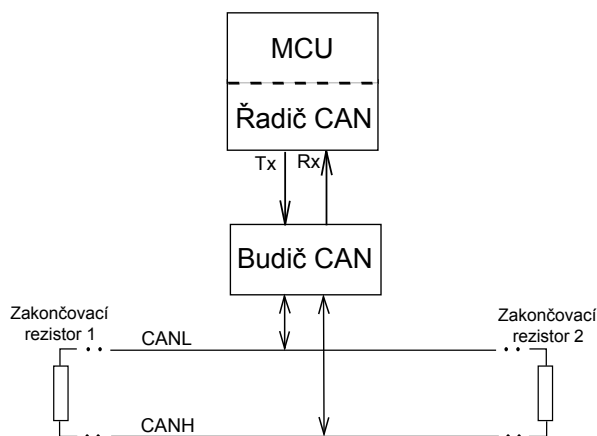 MCU
Řadič CAN
Tx
Rx
Budič CAN
Zakončovací
rezistor 1
Zakončovací
rezistor 2
CANL
CANH